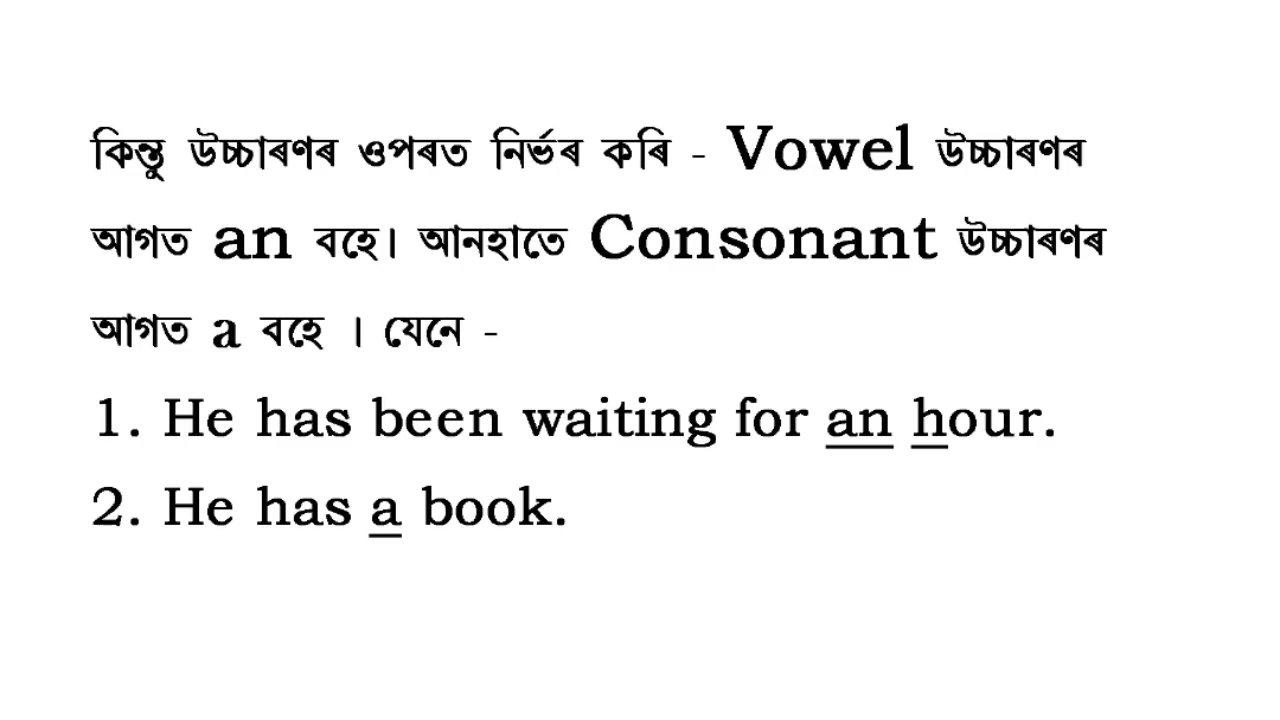 কিন্তু উচ্চাৰণৰ ওপৰত নিৰ্ভৰ কৰি - Vowel উচ্চাৰণৰ
আগত an বহে। আনহাতে Consonant উচ্চাৰণৰ
আগত a বহে । যেনে -
1. He has been waiting for an hour.
2. He has a book.